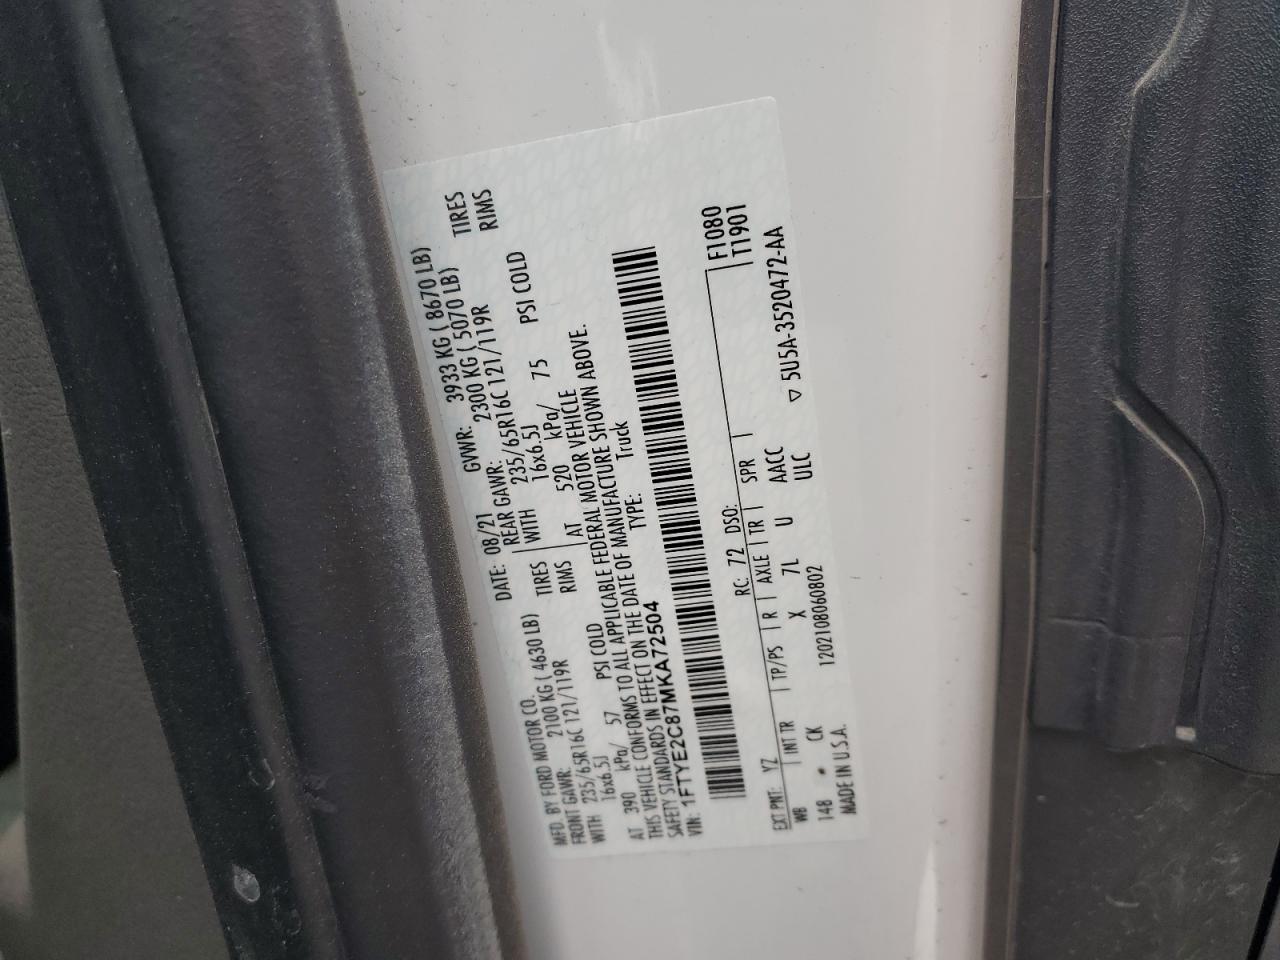 MFD. BY FORD MOTOR CO.
DATE: 08/21 GVWR: 3933 KG ( 8670 LB)
FRONT GAWR: 2100 KG ( 4630 LB) REAR GAWR: 2300 KG ( 5070 LB)
WITH 235/65R16C 121/119R TIRES WITH 235/65R16C 121/119R TIRES
16x6.5J RIMS 16x6.5J RIMS
AT 390 kPa/ 57 PSI COLD AT 520 kPa/ 75 PSI COLD
THIS VEHICLE CONFORMS TO ALL APPLICABLE FEDERAL MOTOR VEHICLE
SAFETY STANDARDS IN EFFECT ON THE DATE OF MANUFACTURE SHOWN ABOVE.
VIN: 1FTYE2C87MKA72504 TYPE: Truck
EXT PNT: YZ RC: 72 DSO: F1080
WB INT TR TP/PS R AXLE TR SPR T1901
148 CK X 7L U AACC
ULC
MADE IN U.S.A. 120210806080​2 ▽ 5U5A-3520472-AA